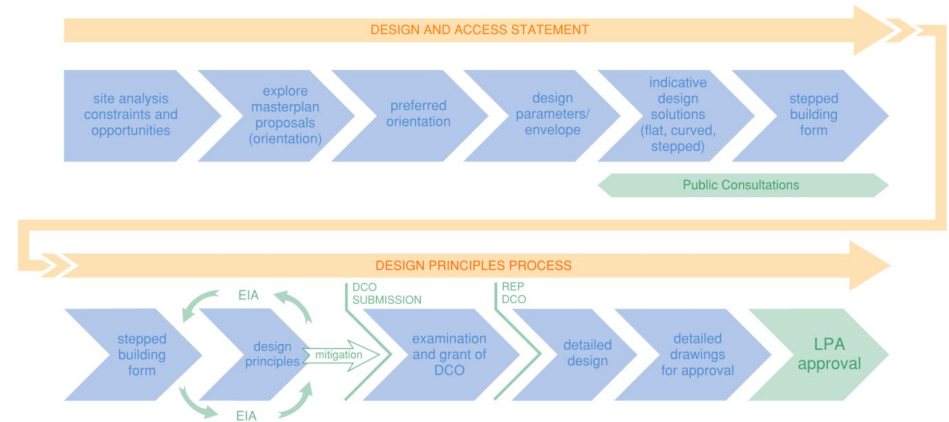 DESIGN AND ACCESS STATEMENT
site analysis
constraints and
opportunities
explore
masterplan
proposals
(orientation)
preferred
orientation
design
parameters/
envelope
indicative
design
solutions
(flat, curved,
stepped)
stepped
building
form
Public Consultations
DESIGN PRINCIPLES PROCESS
stepped
building
form
EIA
design
principles
EIA
mitigation
DCO
SUBMISSION
examination
and grant of
DCO
REP
DCO
detailed
design
detailed
drawings
for approval
LPA
approval